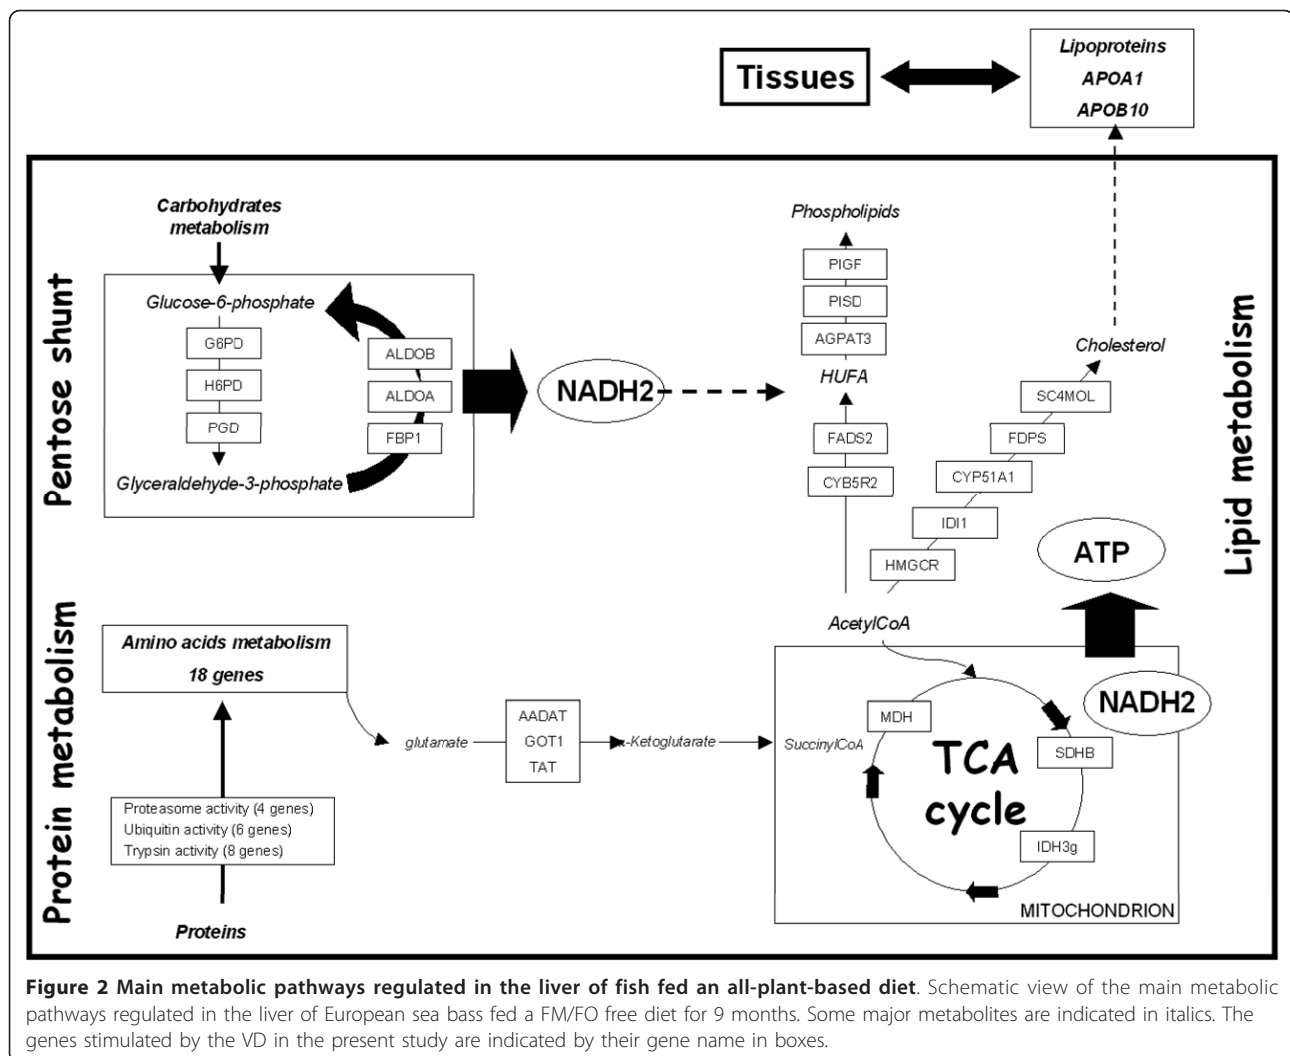 Tissues
Lipoproteins
APOA1
APOB10
Pentose shunt
Carbohydrates
metabolism
Glucose-6-phosphate
G6PD
H6PD
PGD
Glyceraldehyde-3-phosphate
ALDOB
ALDOA
FBP1
NADH2
Phospholipids
PIGF
PISD
AGPAT3
HUFA
FADS2
CYB5R2
Cholesterol
SC4MOL
FDPS
CYP51A1
IDI1
HMGCR
AcetylCoA
Lipid metabolism
ATP
NADH2
Protein metabolism
Amino acids metabolism
18 genes
Proteasome activity (4 genes)
Ubiquitin activity (6 genes)
Trypsin activity (8 genes)
Proteins
glutamate
AADAT
GOT1
TAT
α-Ketoglutarate
SuccinylCoA
MDH
SDHB
IDH3g
TCA
cycle
MITOCHONDRION
Figure 2 Main metabolic pathways regulated in the liver of fish fed an all-plant-based diet. Schematic view of the main metabolic
pathways regulated in the liver of European sea bass fed a FM/FO free diet for 9 months. Some major metabolites are indicated in italics. The
genes stimulated by the VD in the present study are indicated by their gene name in boxes.